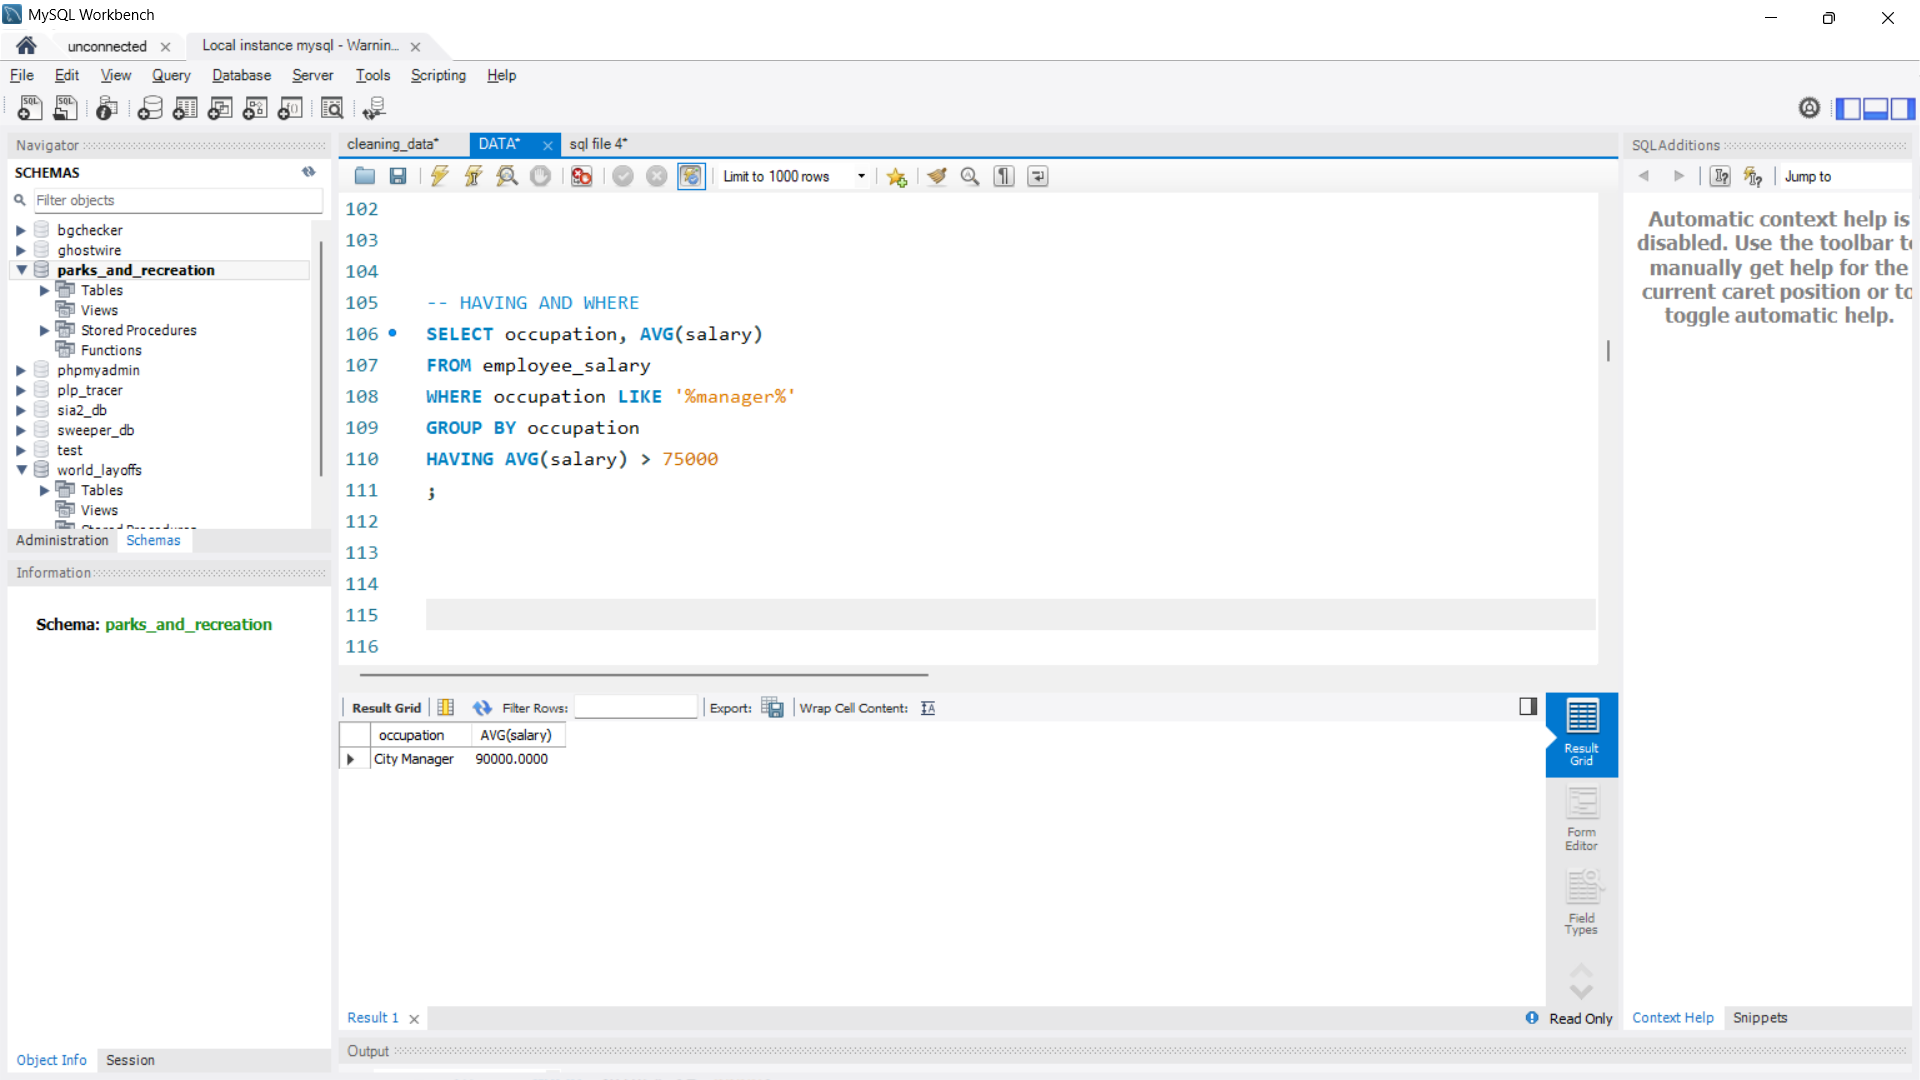 MySQL Workbench
unconnected
Local instance mysql - Warnin...
File Edit View Query Database Server Tools Scripting Help
Navigator
SCHEMAS
Filter objects
bgchecker
ghostwire
parks_and_recreation
Tables
Views
Stored Procedures
Functions
phpmyadmin
plp_tracer
sia2_db
sweeper_db
test
world_layoffs
Tables
Views
Stored Procedures
Administration Schemas
Information
Schema: parks_and_recreation
Object Info Session
cleaning_data* DATA* sql file 4*
Limit to 1000 rows
102
103
104
105 -- HAVING AND WHERE
106 SELECT occupation, AVG(salary)
107 FROM employee_salary
108 WHERE occupation LIKE '%manager%'
109 GROUP BY occupation
110 HAVING AVG(salary) > 75000
111 ;
112
113
114
115
116
Result Grid Filter Rows: Export: Wrap Cell Content:
occupation AVG(salary)
City Manager 90000.0000
Result
Grid
Form
Editor
Field
Types
Result 1
Read Only
Output
SQLAdditions
Jump to
Automatic context help is
disabled. Use the toolbar to
manually get help for the
current caret position or to
toggle automatic help.
Context Help Snippets